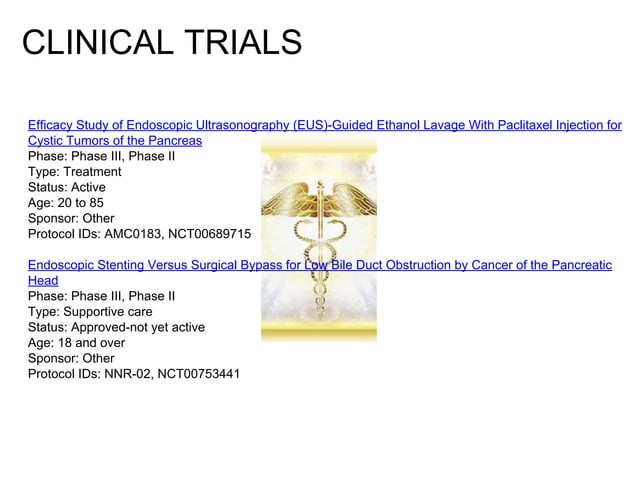 CLINICAL TRIALS
Efficacy Study of Endoscopic Ultrasonography (EUS)-Guided Ethanol Lavage With Paclitaxel Injection for
Cystic Tumors of the Pancreas
Phase: Phase III, Phase II
Type: Treatment
Status: Active
Age: 20 to 85
Sponsor: Other
Protocol IDs: AMC0183, NCT00689715
Endoscopic Stenting Versus Surgical Bypass for Low Bile Duct Obstruction by Cancer of the Pancreatic
Head
Phase: Phase III, Phase II
Type: Supportive care
Status: Approved-not yet active
Age: 18 and over
Sponsor: Other
Protocol IDs: NNR-02, NCT00753441